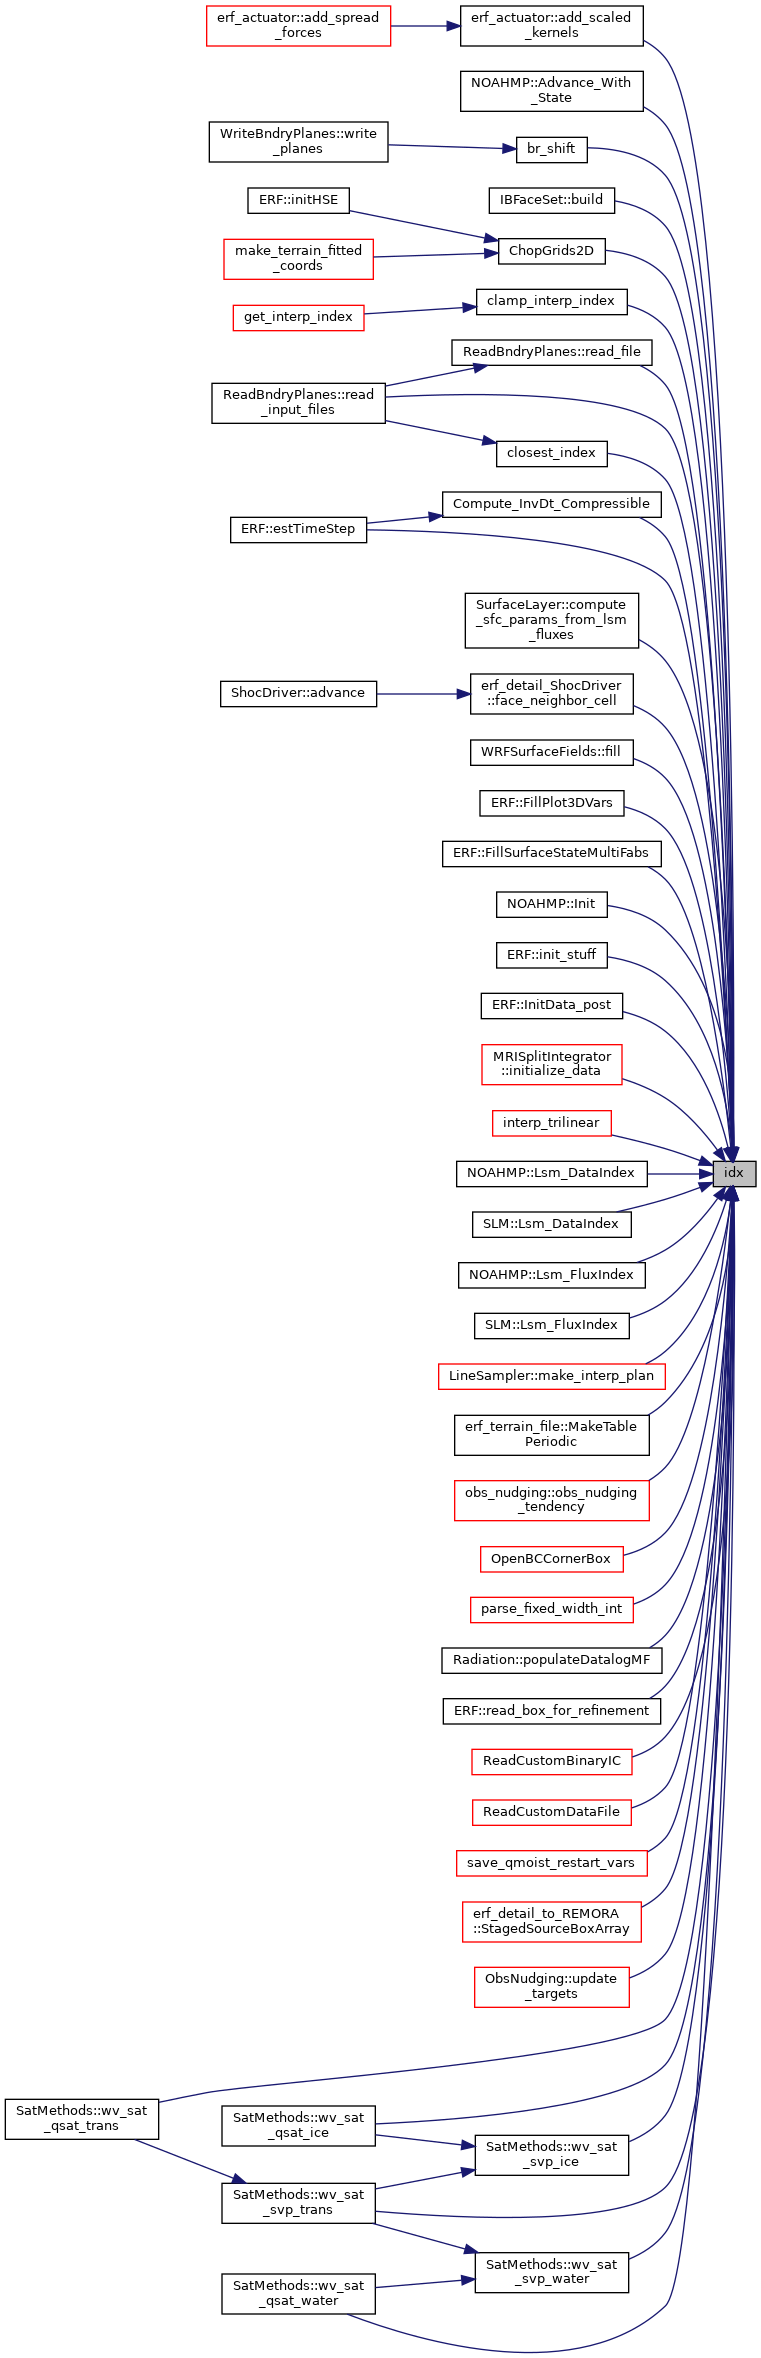 erf_actuator::add_spread
_forces
erf_actuator::add_scaled
_kernels
NOAHMP::Advance_With
_State
WriteBndryPlanes::write
_planes
br_shift
ERF::initHSE
IBFaceSet::build
make_terrain_fitted
_coords
ChopGrids2D
get_interp_index
clamp_interp_index
ReadBndryPlanes::read_file
ReadBndryPlanes::read
_input_files
closest_index
Compute_InvDt_Compressible
ERF::estTimeStep
SurfaceLayer::compute
_sfc_params_from_lsm
_fluxes
ShocDriver::advance
erf_detail_ShocDriver
::face_neighbor_cell
WRFSurfaceFields::fill
ERF::FillPlot3DVars
ERF::FillSurfaceStateMultiFabs
NOAHMP::Init
ERF::init_stuff
ERF::InitData_post
MRISplitIntegrator
::initialize_data
interp_trilinear
NOAHMP::Lsm_DataIndex
idx
SLM::Lsm_DataIndex
NOAHMP::Lsm_FluxIndex
SLM::Lsm_FluxIndex
LineSampler::make_interp_plan
erf_terrain_file::MakeTable
Periodic
obs_nudging::obs_nudging
_tendency
OpenBCCornerBox
parse_fixed_width_int
Radiation::populateDatalogMF
ERF::read_box_for_refinement
ReadCustomBinaryIC
ReadCustomDataFile
save_qmoist_restart_vars
erf_detail_to_REMORA
::StagedSourceBoxArray
ObsNudging::update
_targets
SatMethods::wv_sat
_qsat_trans
SatMethods::wv_sat
_qsat_ice
SatMethods::wv_sat
_svp_ice
SatMethods::wv_sat
_svp_trans
SatMethods::wv_sat
_svp_water
SatMethods::wv_sat
_qsat_water